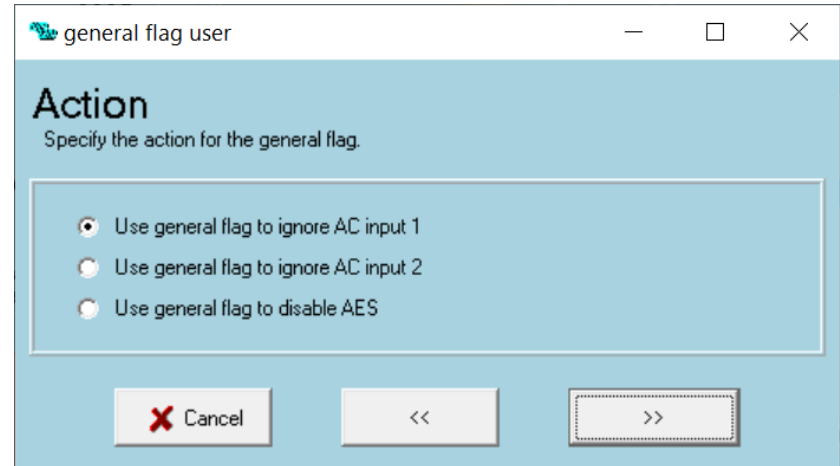 general flag user
Action
Specify the action for the general flag.
Use general flag to ignore AC input 1
Use general flag to ignore AC input 2
Use general flag to disable AES
Cancel
<<
>>